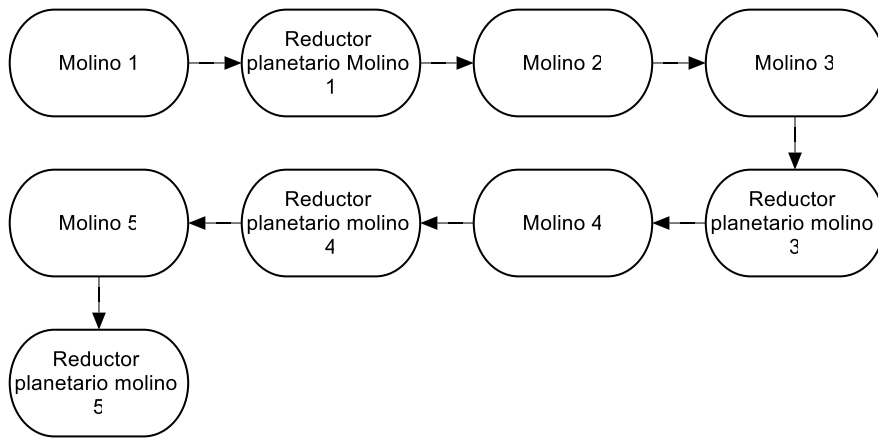 Molino 1
Reductor
planetario Molino
1
Molino 2
Molino 3
Reductor
planetario molino
3
Molino 4
Reductor
planetario molino
4
Molino 5
Reductor
planetario molino
5